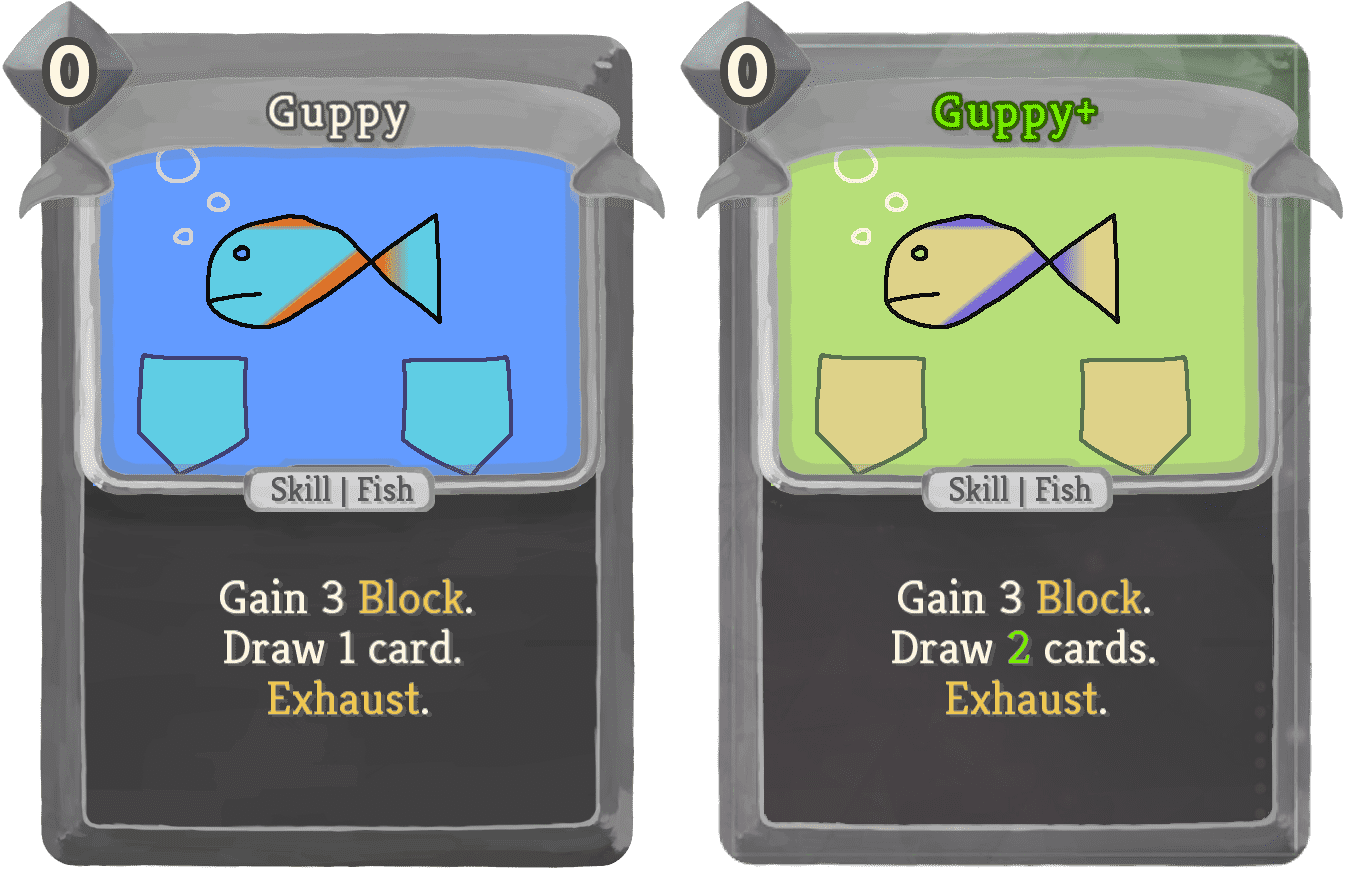 0
Guppy
Skill | Fish
Gain 3 Block.
Draw 1 card.
Exhaust.
0
Guppy+
Skill | Fish
Gain 3 Block.
Draw 2 cards.
Exhaust.